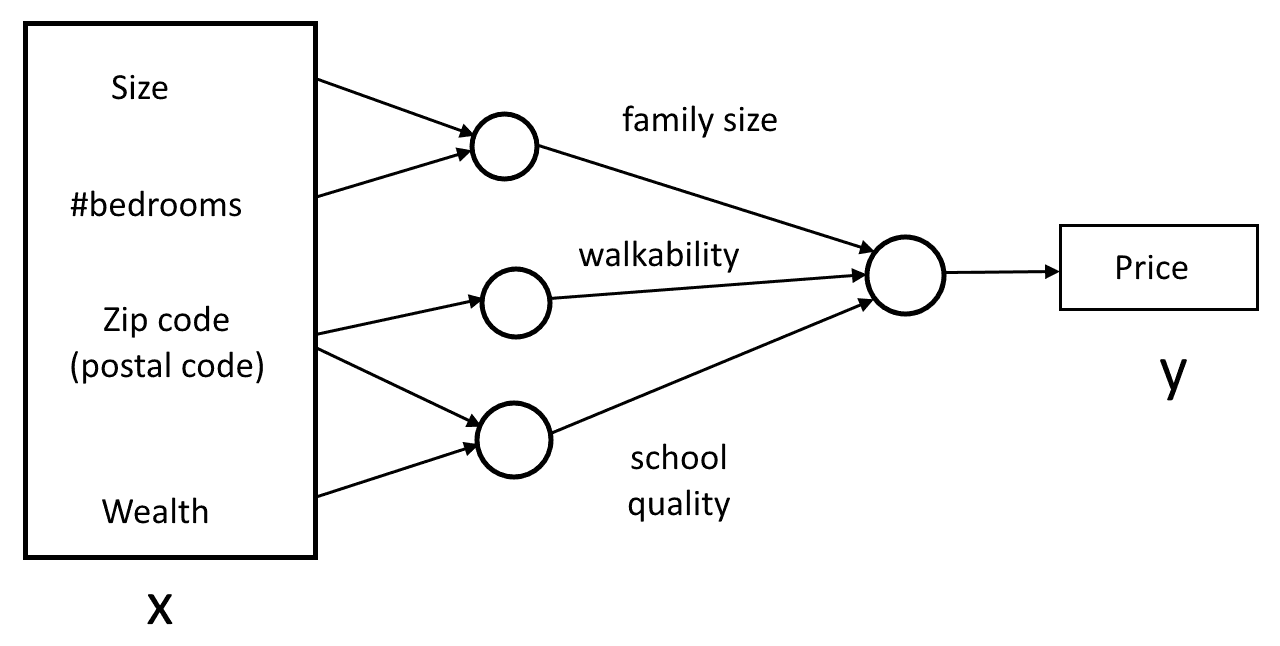 Size
#bedrooms
Zip code
(postal code)
Wealth
x
family size
walkability
school
quality
Price
y